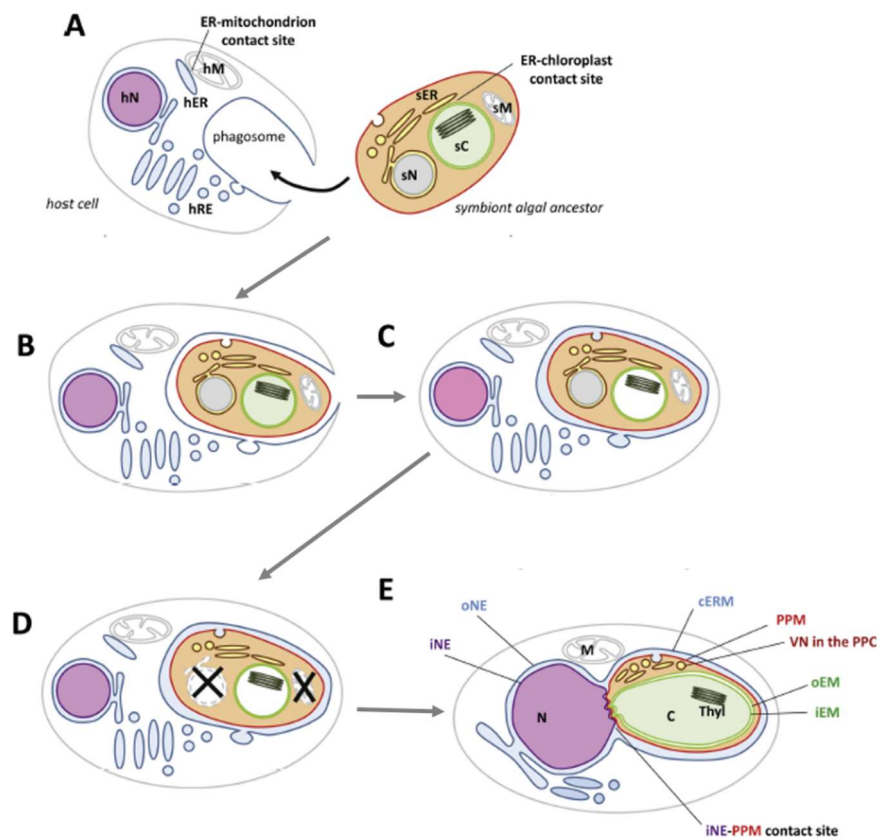 A
ER-mitochondrion
contact site
hM
hN
hER
phagosome
host cell
hRE
ER-chloroplast
contact site
sER
sM
sC
sN
symbiont algal ancestor
B
C
D
E
oNE
cERM
iNE
PPM
VN in the PPC
M
oEM
Thyl
iEM
N
C
iNE-PPM contact site